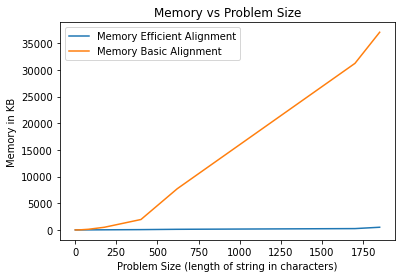 Memory vs Problem Size
Memory Efficient Alignment
Memory Basic Alignment
Memory in KB
35000
30000
25000
20000
15000
10000
5000
0
0 250 500 750 1000 1250 1500 1750
Problem Size (length of string in characters)